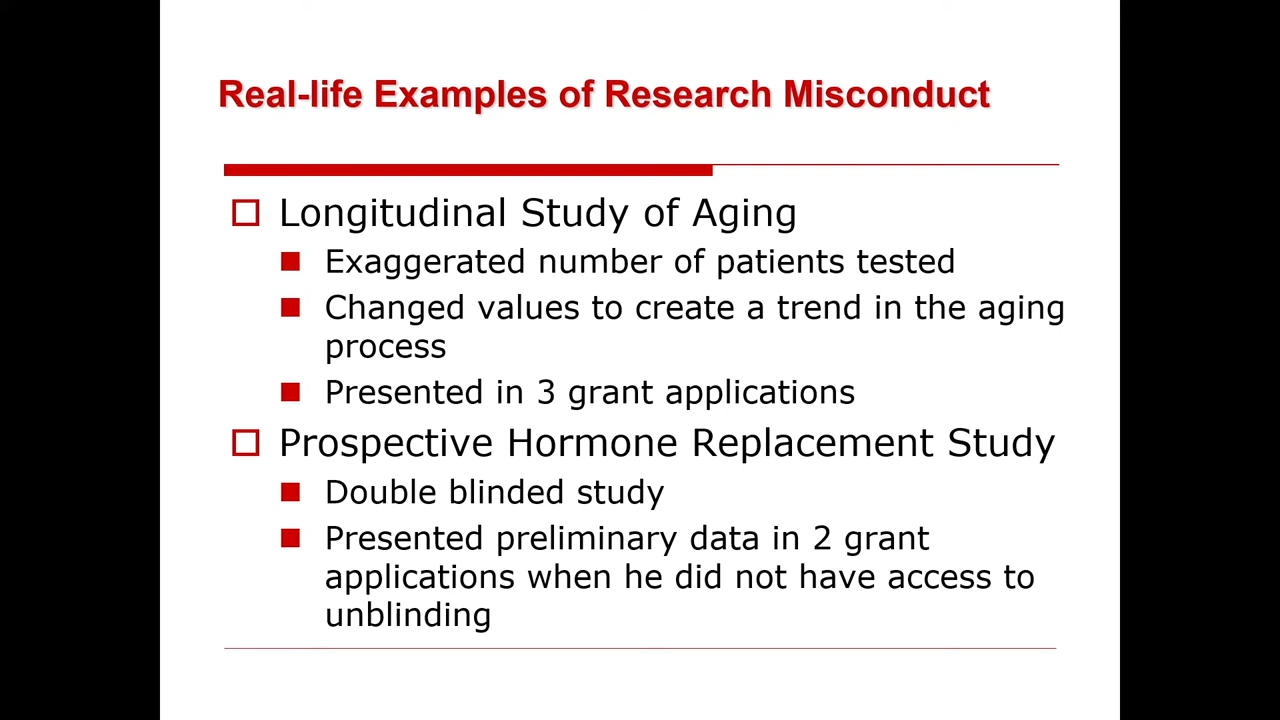 Real-life Examples of Research Misconduct
Longitudinal Study of Aging
Exaggerated number of patients tested
Changed values to create a trend in the aging
process
Presented in 3 grant applications
Prospective Hormone Replacement Study
Double blinded study
Presented preliminary data in 2 grant
applications when he did not have access to
unblinding